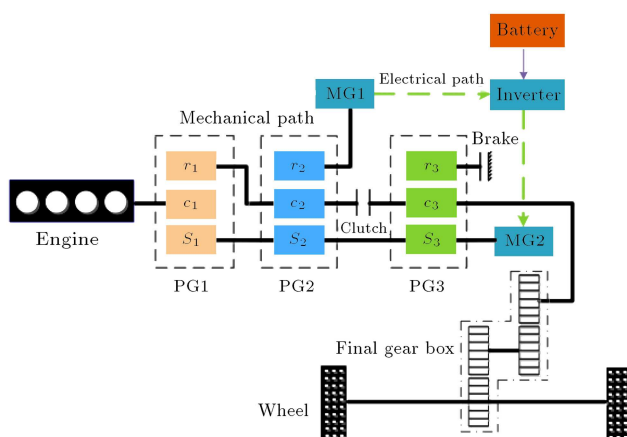 Battery
Electrical path
MG1
Inverter
Mechanical path
Brake
r1
r2
r3
c1
c2
c3
Engine
Clutch
S1
S2
S3
MG2
PG1
PG2
PG3
Final gear box
Wheel